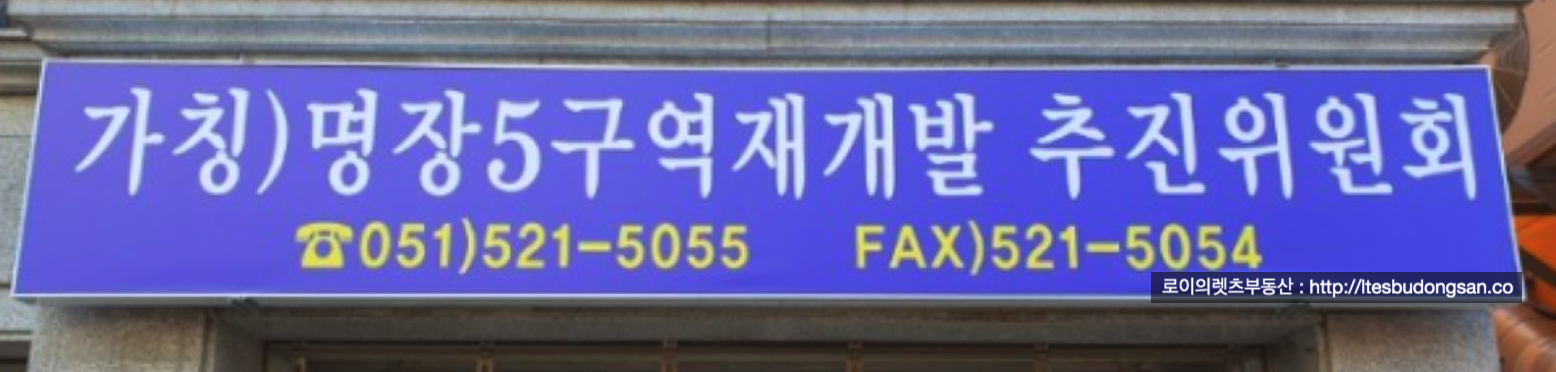 가칭)명장5구역재개발 추진위원회
☎051)521-5055 FAX)521-5054
로이의렛츠부동산 : http://ltesbudongsan.co